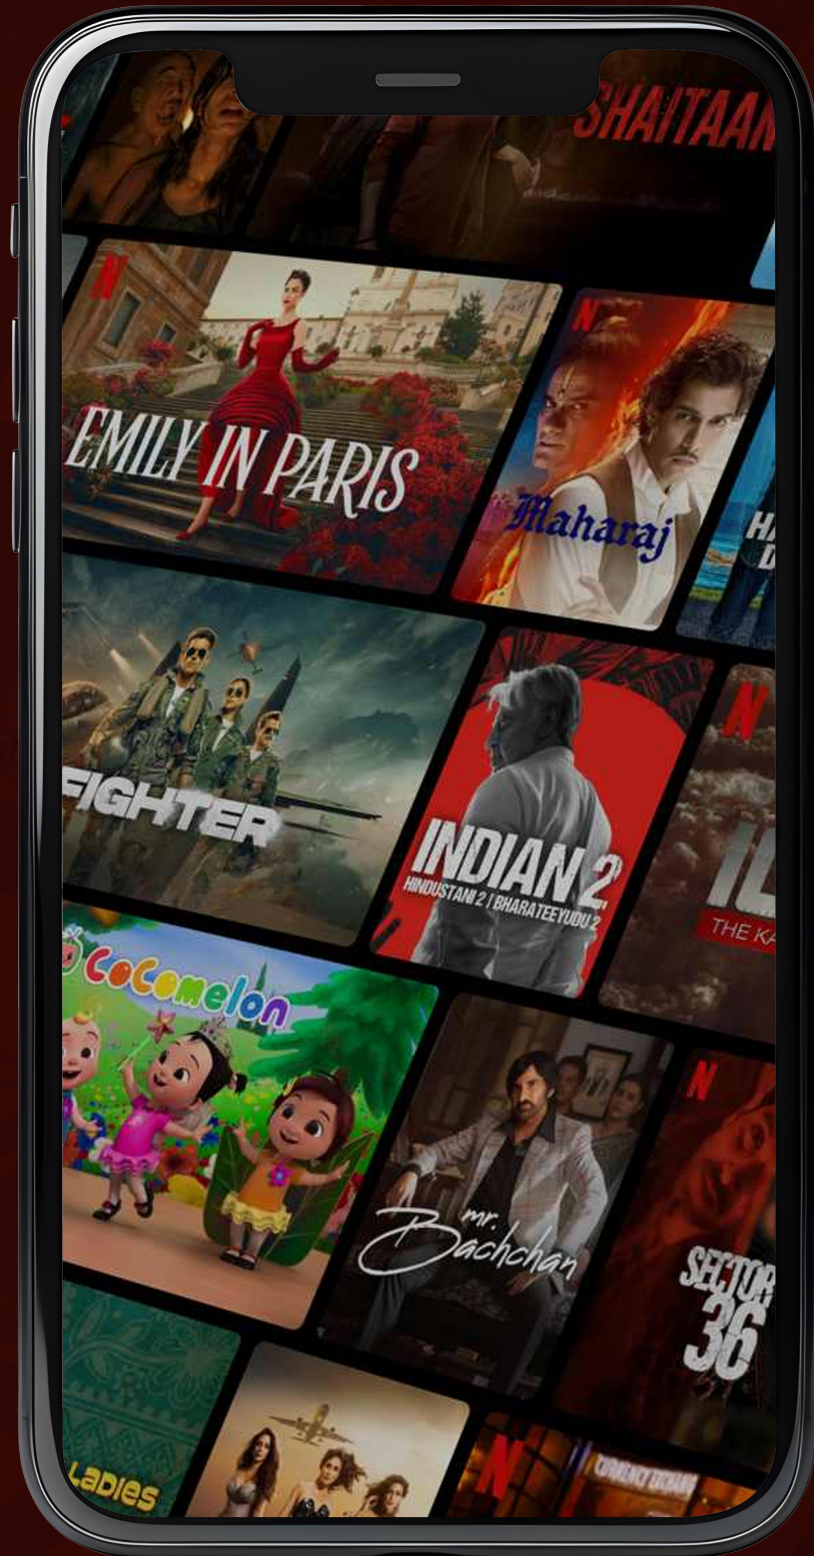 SHAITAAN
N
EMILY IN PARIS
N
Maharaj
FIGHTER
INDIAN 2
HINDUSTANI 2 | BHARATEEYUDU 2
N
THE
CoComelon
mr.
Bachchan
N
SECTOR
36
LADIES
N